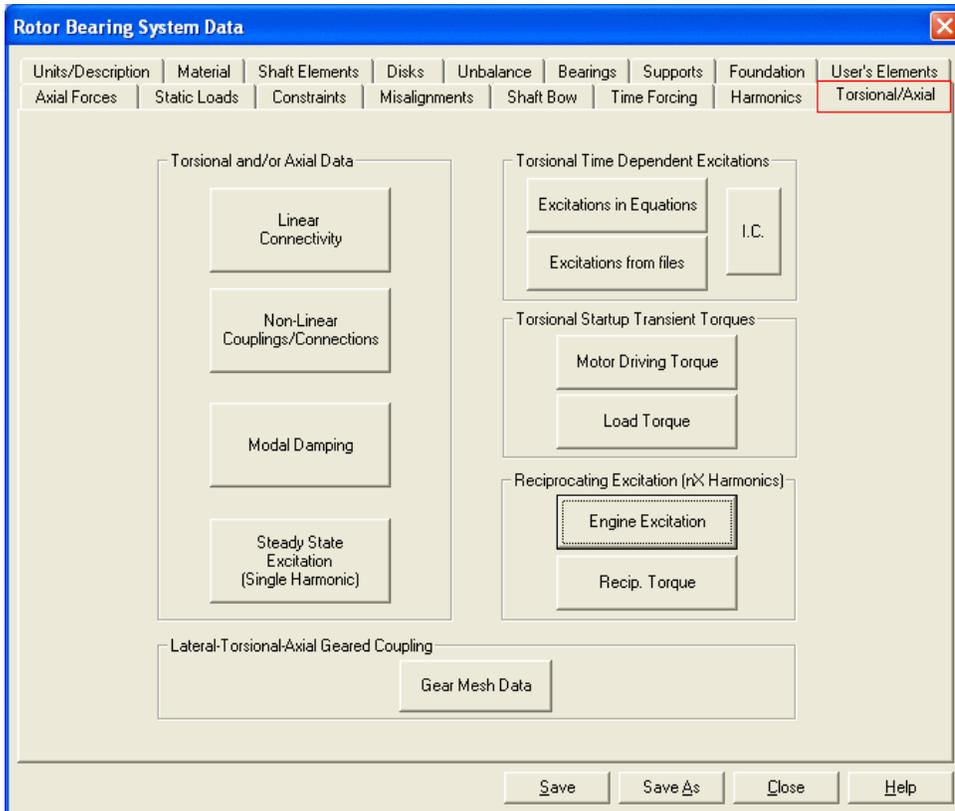 Rotor Bearing System Data
Units/Description Material Shaft Elements Disks Unbalance Bearings Supports Foundation User's Elements
Axial Forces Static Loads Constraints Misalignments Shaft Bow Time Forcing Harmonics Torsional/Axial
Torsional and/or Axial Data
Linear
Connectivity
Non-Linear
Couplings/Connections
Modal Damping
Steady State
Excitation
(Single Harmonic)
Torsional Time Dependent Excitations
Excitations in Equations
I.C.
Excitations from files
Torsional Startup Transient Torques
Motor Driving Torque
Load Torque
Reciprocating Excitation (nX Harmonics)
Engine Excitation
Recip. Torque
Lateral-Torsional-Axial Geared Coupling
Gear Mesh Data
Save Save As Close Help